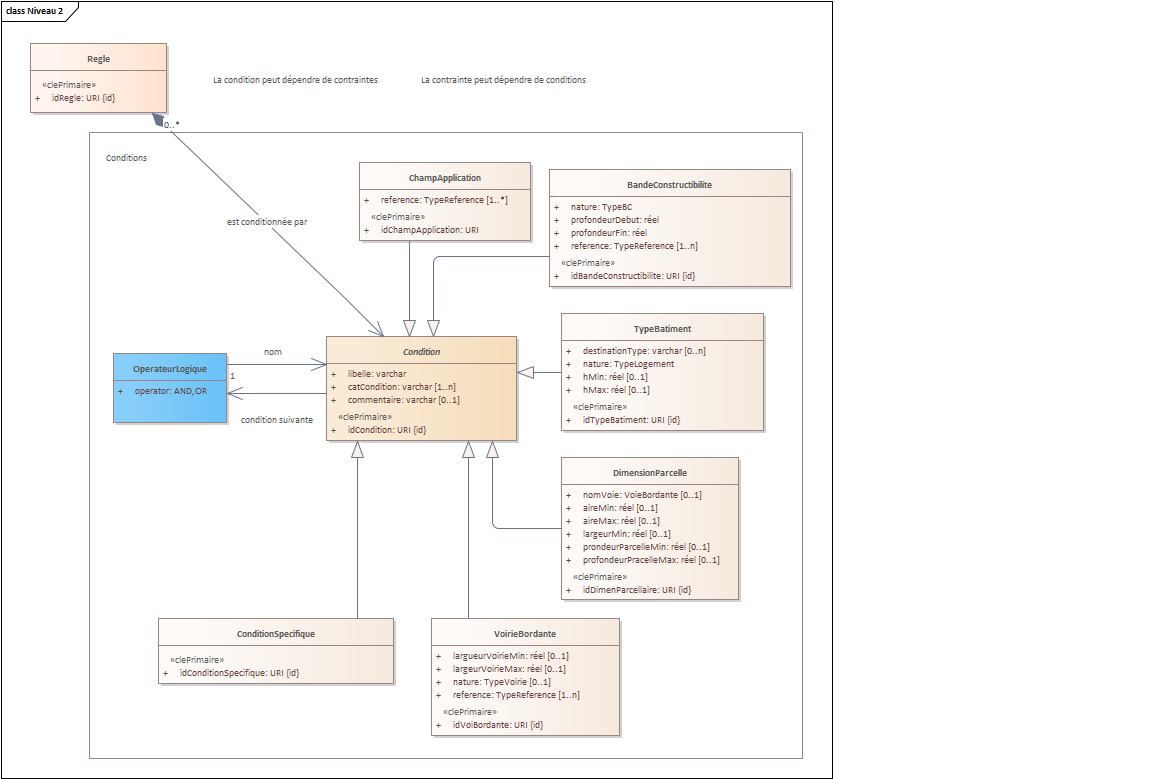 class Niveau 2
Regle
«clePrimaire»
+ idRegle: URI {id}
La condition peut dépendre de contraintes
La contrainte peut dépendre de conditions
0..*
Conditions
est conditionnée par
ChampApplication
+ reference: TypeReference [1..*]
«clePrimaire»
+ idChampApplication: URI
BandeConstructibilite
+ nature: TypeBC
+ profondeurDebut: réel
+ profondeurFin: réel
+ reference: TypeReference [1..n]
«clePrimaire»
+ idBandeConstructibilite: URI {id}
TypeBatiment
+ destinationType: varchar [0..n]
+ nature: TypeLogement
+ hMin: réel [0..1]
+ hMax: réel [0..1]
«clePrimaire»
+ idTypeBatiment: URI {id}
OperateurLogique
+ operator: AND,OR
nom
1
condition suivante
Condition
+ libelle: varchar
+ catCondition: varchar [1..n]
+ commentaire: varchar [0..1]
«clePrimaire»
+ idCondition: URI {id}
DimensionParcelle
+ nomVoie: VoieBordante [0..1]
+ aireMin: réel [0..1]
+ aireMax: réel [0..1]
+ largeurMin: réel [0..1]
+ prondeurParcelleMin: réel [0..1]
+ profondeurPracelleMax: réel [0..1]
«clePrimaire»
+ idDimenParcellaire: URI {id}
ConditionSpecifique
«clePrimaire»
+ idConditionSpecifique: URI {id}
VoirieBordante
+ largueurVoirieMin: réel [0..1]
+ largeurVoirieMax: réel [0..1]
+ nature: TypeVoirie [0..1]
+ reference: TypeReference [1..n]
«clePrimaire»
+ idVoiBordante: URI {id}